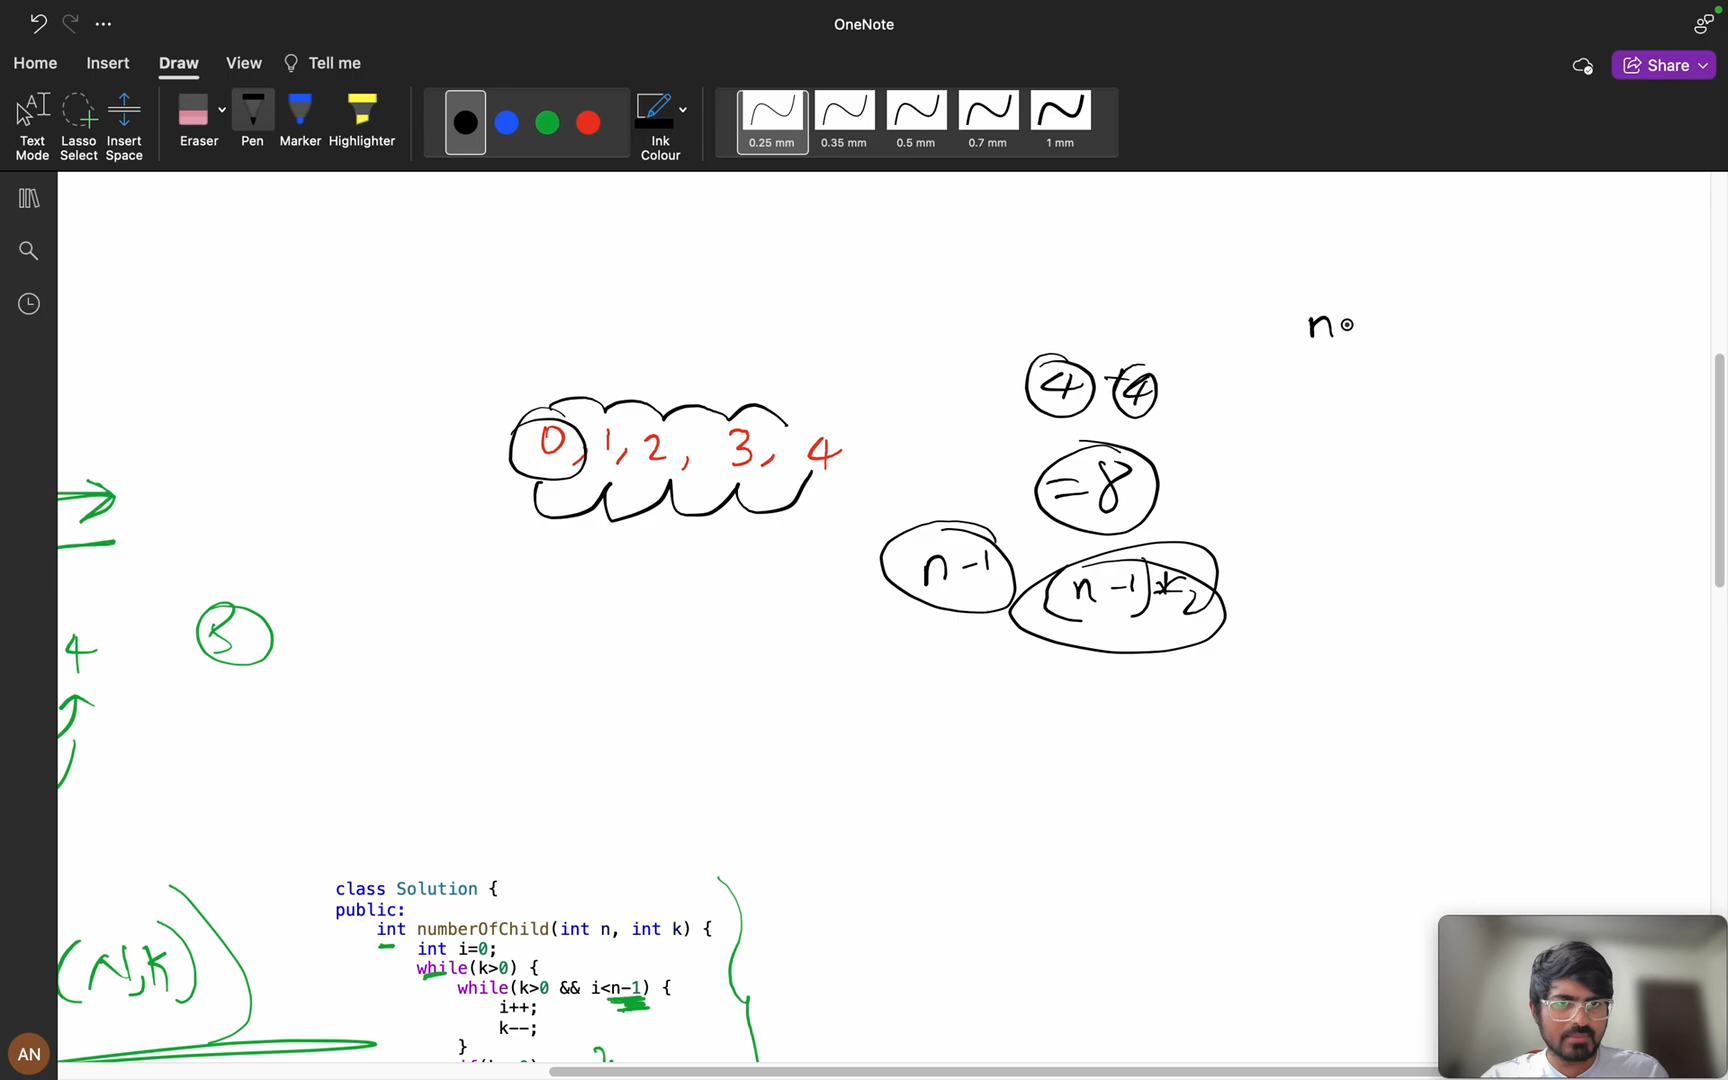 OneNote
Home Insert Draw View Tell me
Share
Text Mode
Lasso Select
Insert Space
Eraser
Pen
Marker
Highlighter
Ink Colour
0.25 mm
0.35 mm
0.5 mm
0.7 mm
1 mm
n
4 + 4
= 8
0, 1, 2, 3, 4
n-1
(n-1)*2
4
5
(N,K)
class Solution {
public:
int numberOfChild(int n, int k) {
int i=0;
while(k>0) {
while(k>0 && i<n-1) {
i++;
k--;
}
AN